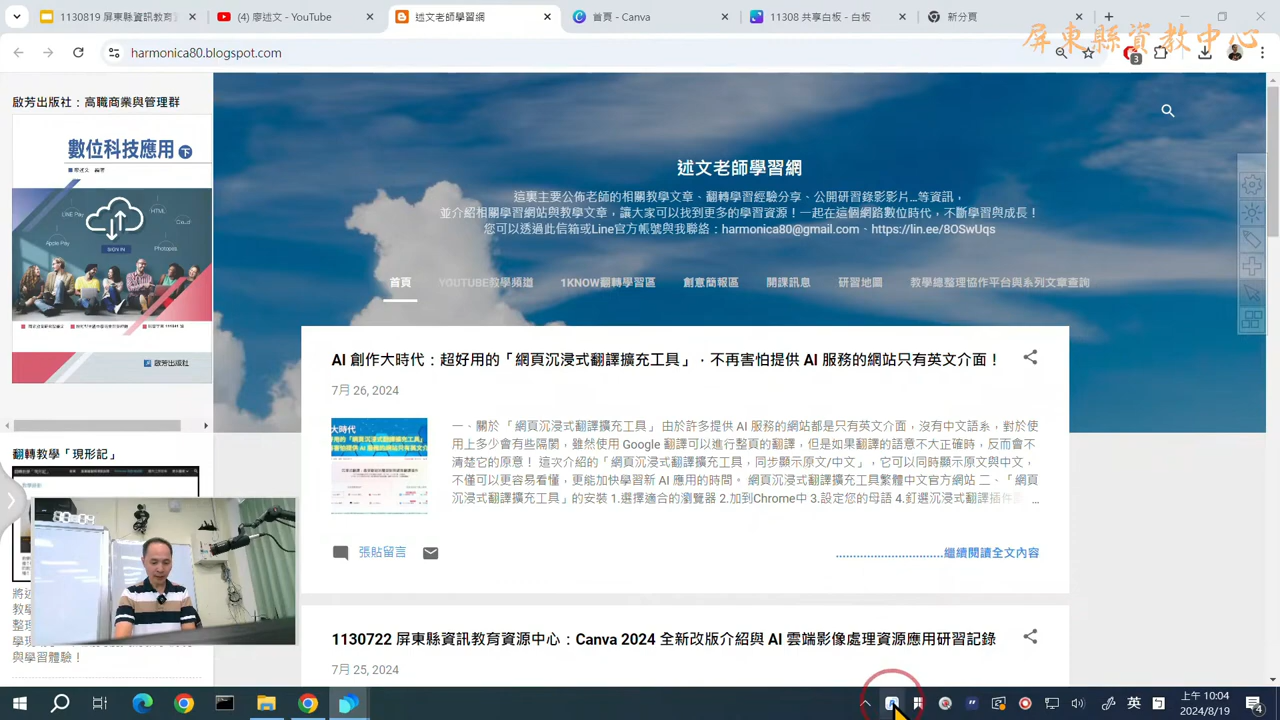 1130819 屏東縣資訊教育
(4) 廖述文 - YouTube
述文老師學習網
首頁 - Canva
11308 共享白板 - 白板
新分頁
屏東縣資教中心
harmonica80.blogspot.com
3
啟芳出版社：高職商業與管理群
數位科技應用 下
LINE Pay
HTML
Apple Pay
SIGN IN
啟芳出版社
翻轉教學「現形記」
與學習體驗！
述文老師學習網
這裏主要公佈老師的相關教學文章、翻轉學習經驗分享、公開研習錄影影片...等資訊，
並介紹相關學習網站與教學文章，讓大家可以找到更多的學習資源！一起在這個網路數位時代，不斷學習與成長！
您可以透過此信箱或Line官方帳號與我聯絡：harmonica80@gmail.com、https://lin.ee/8OSwUqs
首頁 YOUTUBE教學頻道 1KNOW翻轉學習區 創意簡報區 開課訊息 研習地圖 教學總整理協作平台與系列文章查詢
AI 創作大時代：超好用的「網頁沉浸式翻譯擴充工具」，不再害怕提供 AI 服務的網站只有英文介面！
7月 26, 2024
一、關於 「 網頁沉浸式翻譯擴充工具」 由於許多提供 AI 服務的網站都是只有英文介面，沒有中文語系，對於使
用上多少會有些隔閡，雖然使用 Google 翻譯可以進行整頁的翻譯，但是如果翻譯的語意不大正確時，反而會不
清楚它的原意！ 這次介紹的「網頁沉浸式翻譯擴充工具，同步顯示原文/中文」，它可以同時顯示原文與中文，
不僅可以更容易看懂，更能加快學習新 AI 應用的時間。 網頁沉浸式翻譯擴充工具繁體中文官方網站 二、「網頁
沉浸式翻譯擴充工具」的安裝 1.選擇適合的瀏覽器 2.加到Chrome中 3.設定您的母語 4.釘選沉浸式翻譯插件
張貼留言
..............................繼續閱讀全文內容
1130722 屏東縣資訊教育資源中心：Canva 2024 全新改版介紹與 AI 雲端影像處理資源應用研習記錄
7月 25, 2024
英
上午 10:04
2024/8/19
4